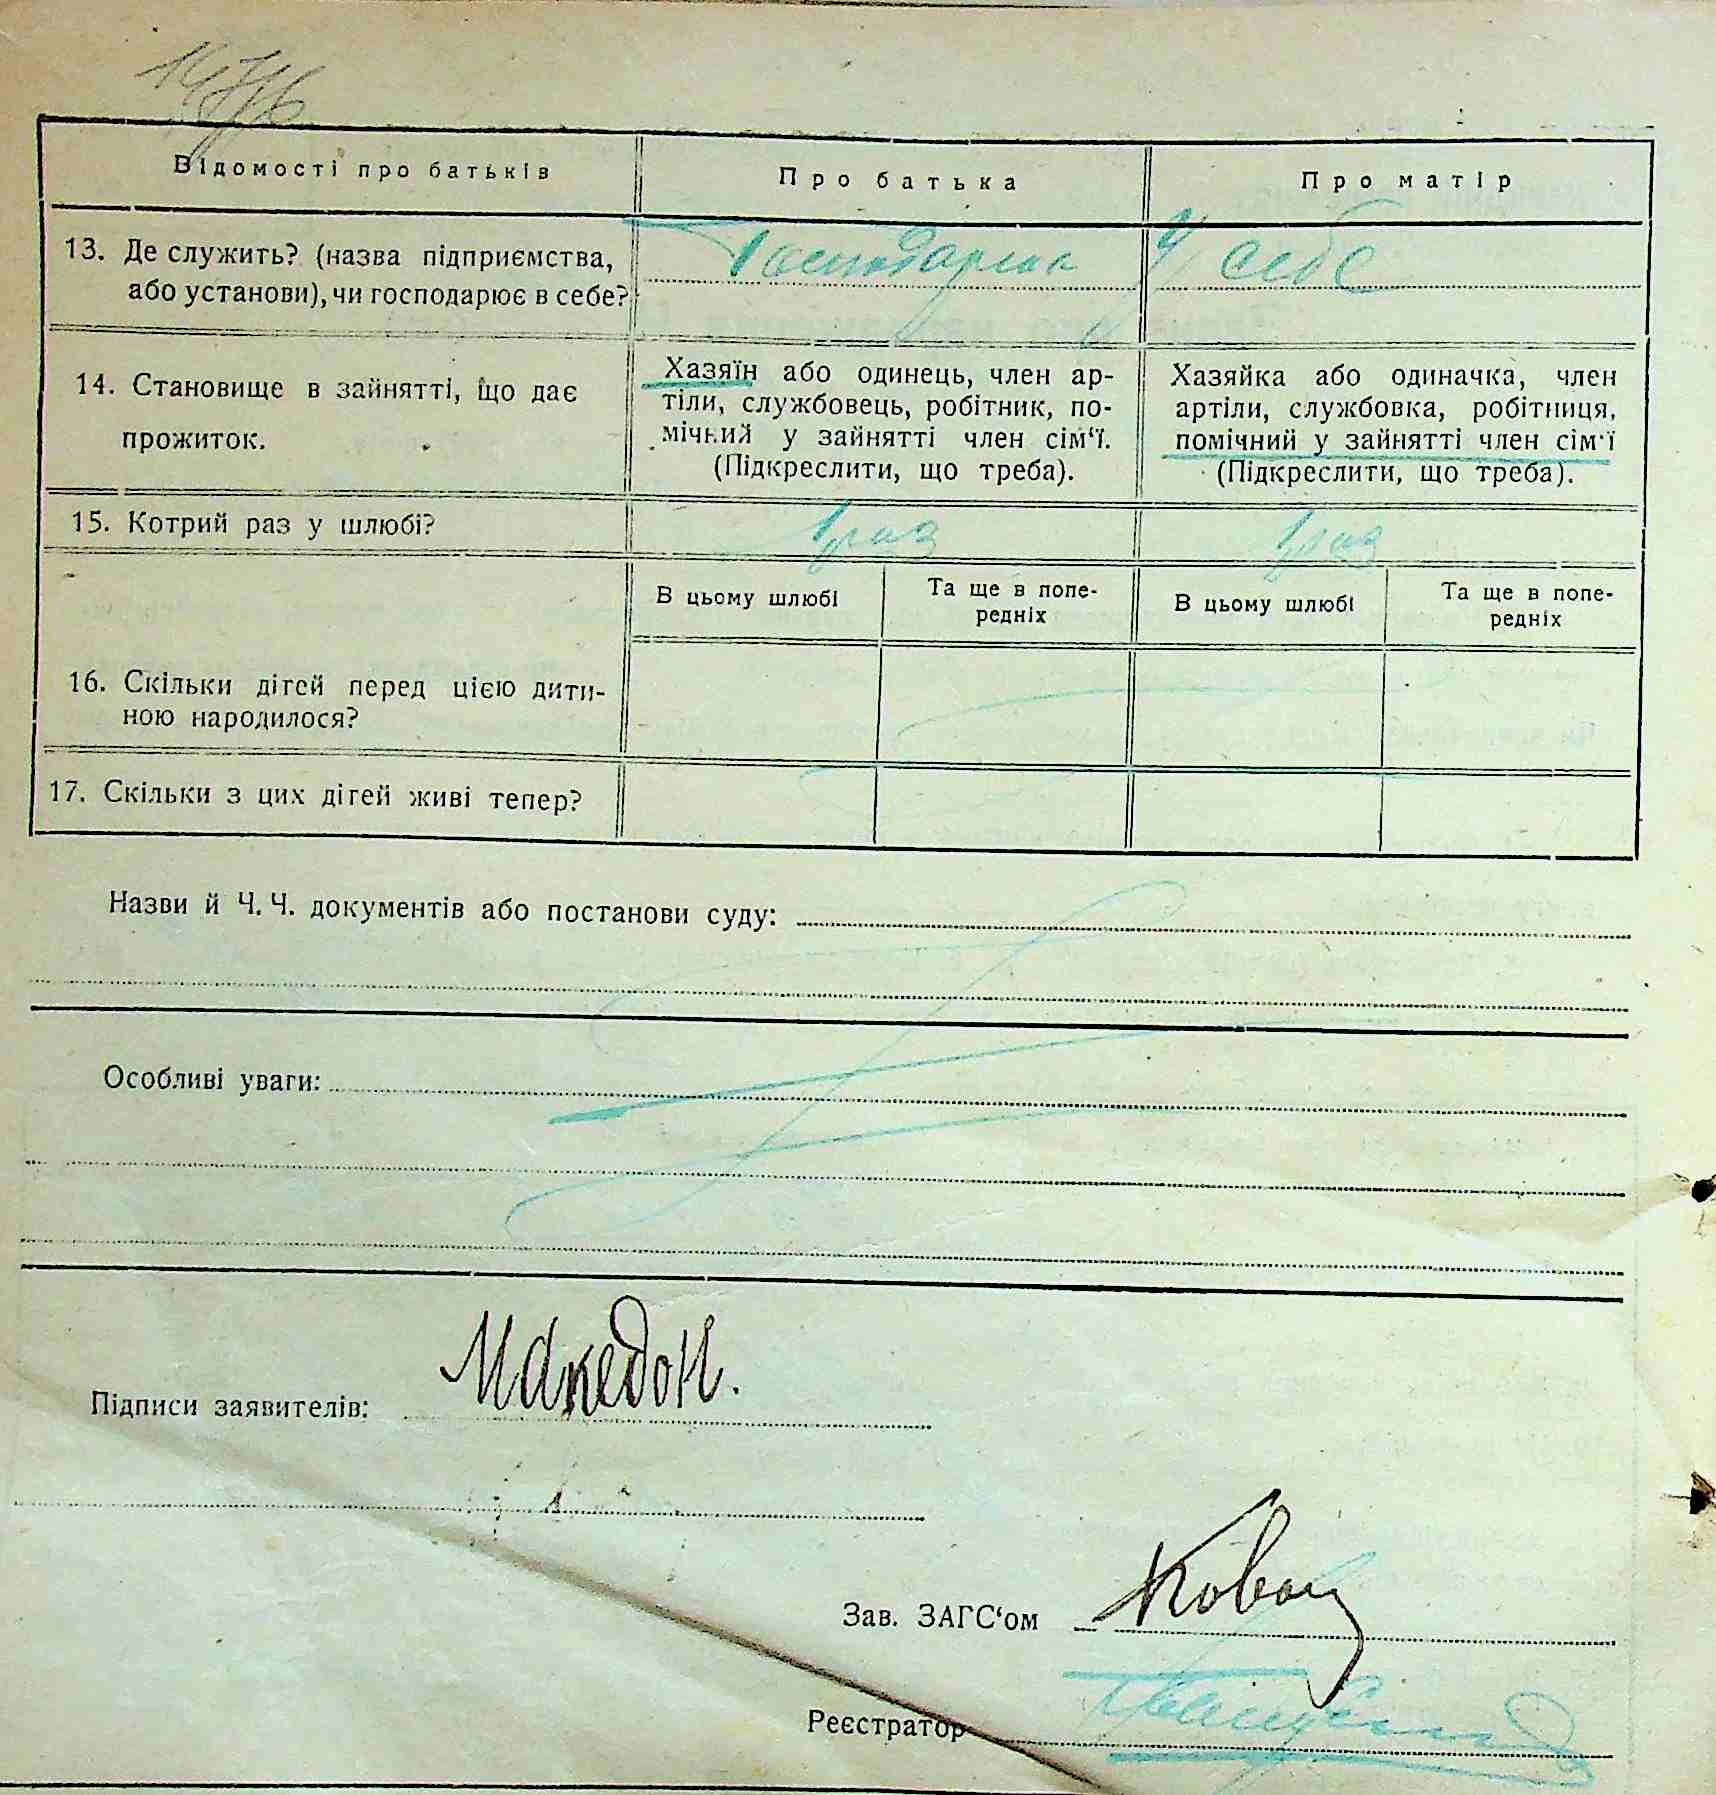 Відомості про батьків
Про батька
Про матір
13. Де служить? (назва підприємства,
або установи), чи господарює в себе?
у себе
14. Становище в зайнятті, що дає
прожиток.
Хазяїн або одинець, член ар-
тіли, службовець, робітник, по-
мічний у зайнятті член сім‘ї.
(Підкреслити, що треба).
Хазяйка або одиначка, член
артіли, службовка, робітниця,
помічний у зайнятті член сім‘ї
(Підкреслити, що треба).
15. Котрий раз у шлюбі?
1 раз
1 раз
В цьому шлюбі
Та ще в попе-
редніх
В цьому шлюбі
Та ще в попе-
редніх
16. Скільки дітей перед цією дити-
ною народилося?
17. Скільки з цих дітей живі тепер?
Назви й Ч. Ч. документів або постанови суду:
Особливі уваги:
Підписи заявителів: Македон.
Зав. ЗАГС‘ом
Реєстратор